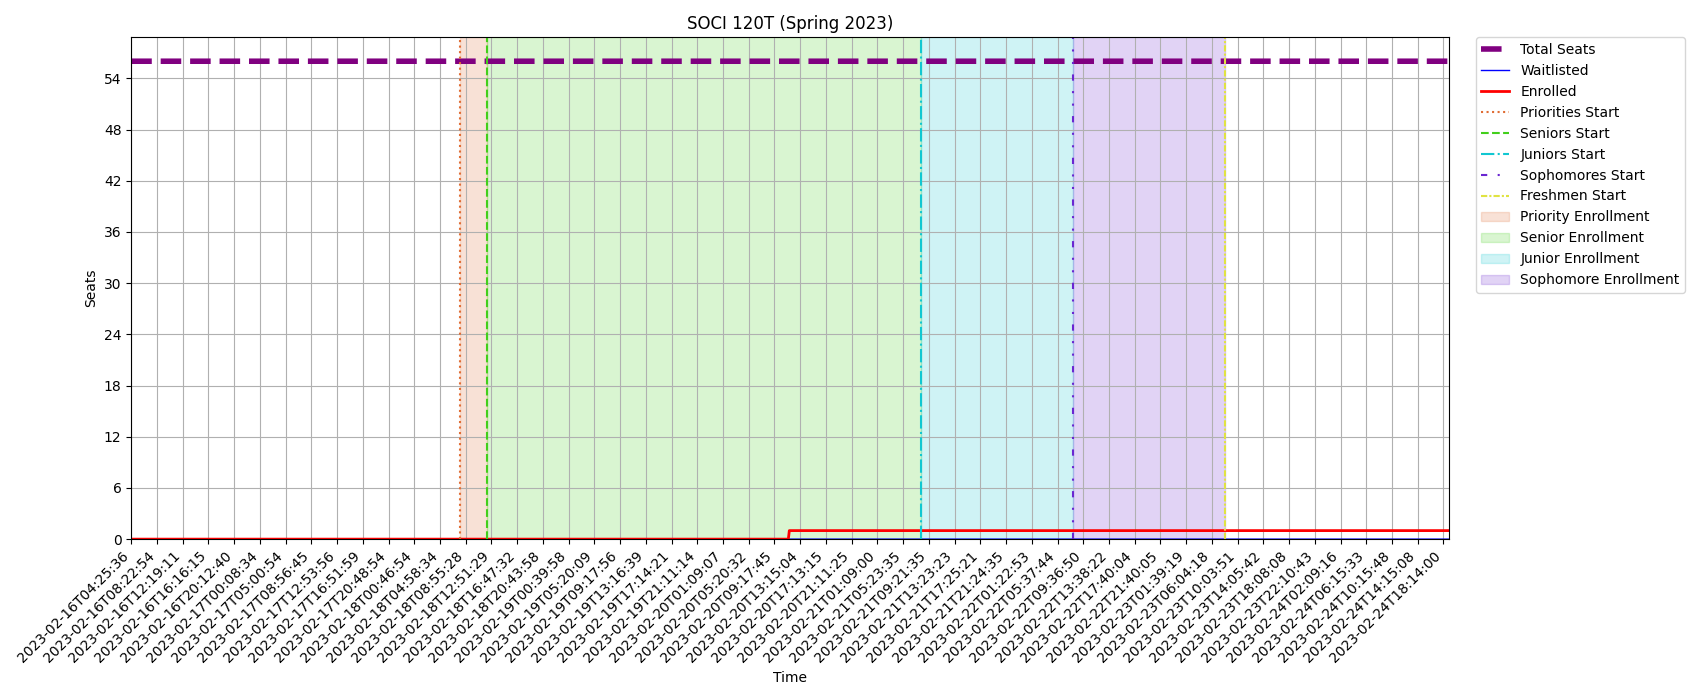 SOCI 120T (Spring 2023)
Total Seats
Waitlisted
Enrolled
Priorities Start
Seniors Start
Juniors Start
Sophomores Start
Freshmen Start
Priority Enrollment
Senior Enrollment
Junior Enrollment
Sophomore Enrollment
Seats
54
48
42
36
30
24
18
12
6
0
2023-02-16T04:25:36
2023-02-16T08:22:54
2023-02-16T12:19:11
2023-02-16T16:16:15
2023-02-16T20:12:40
2023-02-17T00:08:34
2023-02-17T05:00:54
2023-02-17T08:56:45
2023-02-17T12:53:56
2023-02-17T16:51:59
2023-02-17T20:48:54
2023-02-18T00:46:54
2023-02-18T04:58:34
2023-02-18T08:55:28
2023-02-18T12:51:29
2023-02-18T16:47:32
2023-02-18T20:43:58
2023-02-19T00:39:58
2023-02-19T05:20:09
2023-02-19T09:17:56
2023-02-19T13:16:39
2023-02-19T17:14:21
2023-02-19T21:11:14
2023-02-20T01:09:07
2023-02-20T05:20:32
2023-02-20T09:17:45
2023-02-20T13:15:04
2023-02-20T17:13:15
2023-02-20T21:11:25
2023-02-21T01:09:00
2023-02-21T05:23:35
2023-02-21T09:21:35
2023-02-21T13:23:23
2023-02-21T17:25:21
2023-02-21T21:24:35
2023-02-22T01:22:53
2023-02-22T05:37:44
2023-02-22T09:36:50
2023-02-22T13:38:22
2023-02-22T17:40:04
2023-02-22T21:40:05
2023-02-23T01:39:19
2023-02-23T06:04:18
2023-02-23T10:03:51
2023-02-23T14:05:42
2023-02-23T18:08:08
2023-02-23T22:10:43
2023-02-24T02:09:16
2023-02-24T06:15:33
2023-02-24T10:15:48
2023-02-24T14:15:08
2023-02-24T18:14:00
Time